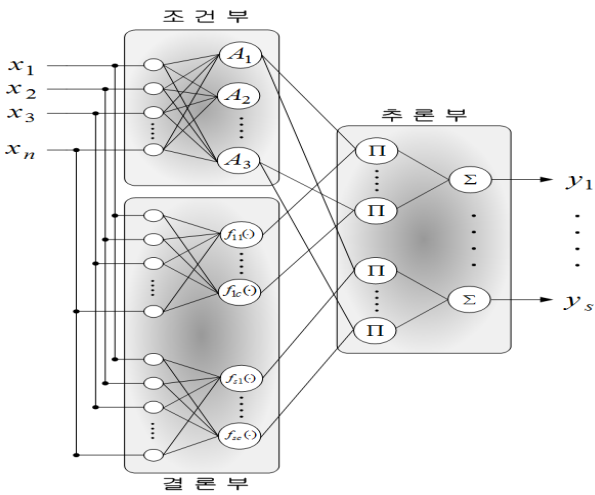 조 건 부
x1
x2
x3
xn
A1
A2
A3
추 론 부
Π
Π
Π
Π
Σ
Σ
y1
ys
f11(·)
f1c(·)
fs1(·)
fsc(·)
결 론 부